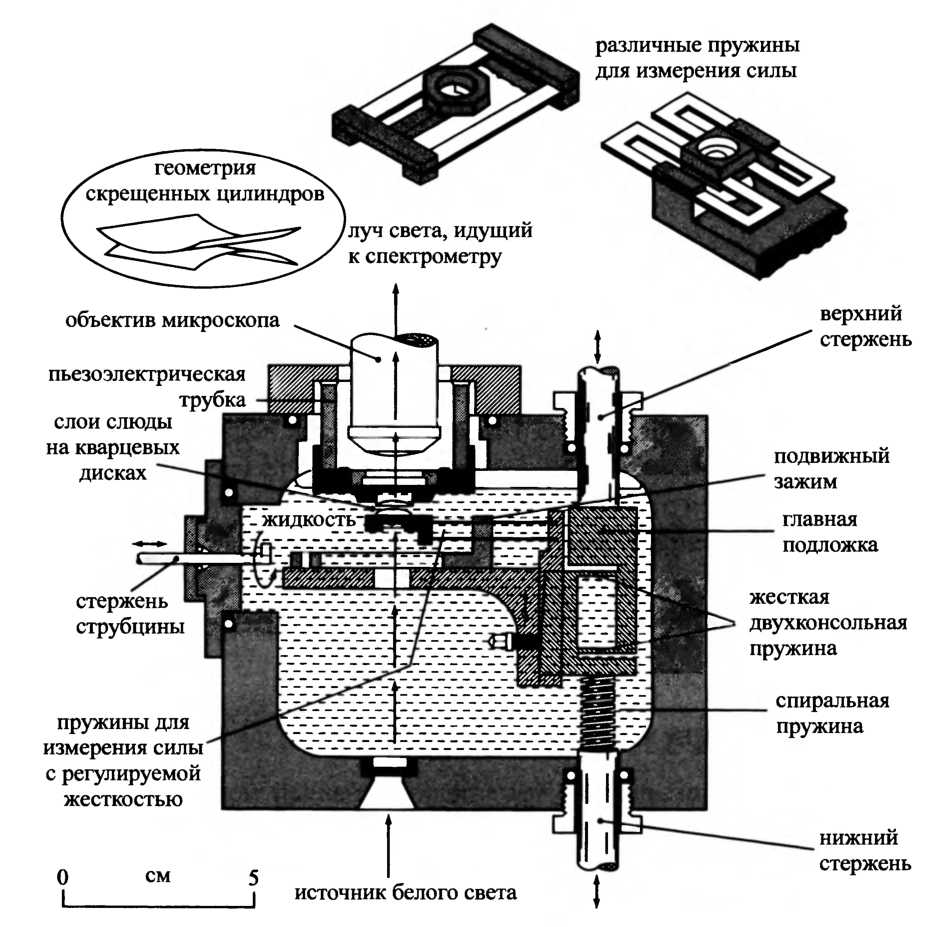 различные пружины
для измерения силы
геометрия
скрещенных цилиндров
луч света, идущий
к спектрометру
объектив микроскопа
верхний
стержень
пьезоэлектрическая
трубка
слои слюды
на кварцевых
дисках
подвижный
зажим
жидкость
главная
подложка
стержень
струбцины
жесткая
двухконсольная
пружина
пружины для
измерения силы
с регулируемой
жесткостью
спиральная
пружина
нижний
стержень
0 см 5
источник белого света